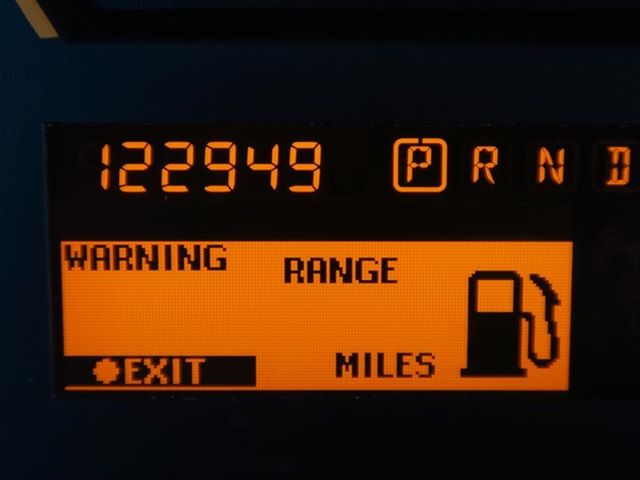 122949 P R N D
WARNING RANGE
EXIT MILES